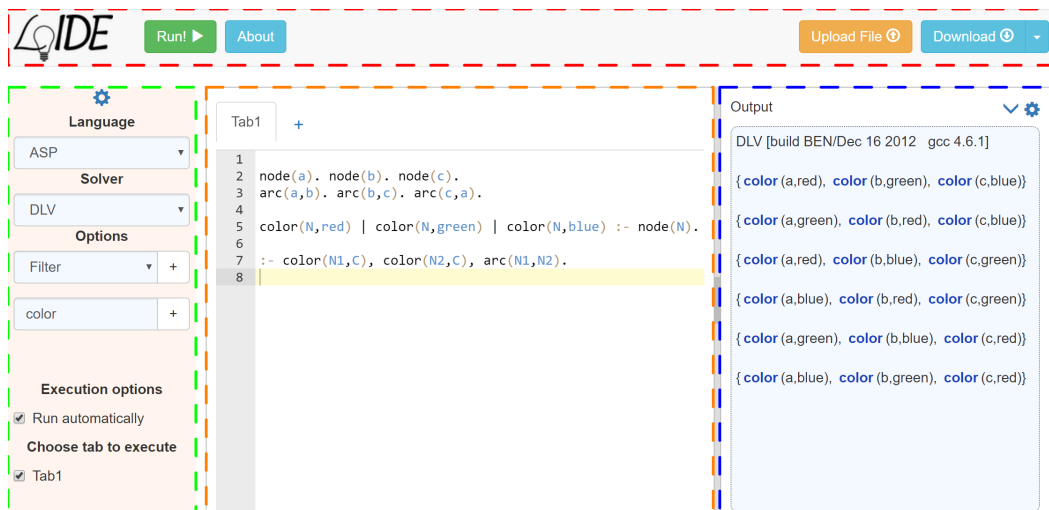 LoIDE Run! About Upload File Download
Language
ASP
Solver
DLV
Options
Filter +
color +
Execution options
Run automatically
Choose tab to execute
Tab1
Tab1 +
1
2 node(a). node(b). node(c).
3 arc(a,b). arc(b,c). arc(c,a).
4
5 color(N,red) | color(N,green) | color(N,blue) :- node(N).
6
7 :- color(N1,C), color(N2,C), arc(N1,N2).
8
Output
DLV [build BEN/Dec 16 2012 gcc 4.6.1]
{color(a,red), color(b,green), color(c,blue)}
{color(a,green), color(b,red), color(c,blue)}
{color(a,red), color(b,blue), color(c,green)}
{color(a,blue), color(b,red), color(c,green)}
{color(a,green), color(b,blue), color(c,red)}
{color(a,blue), color(b,green), color(c,red)}